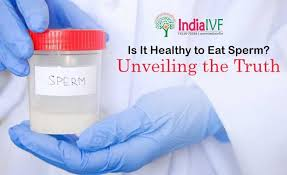 IndiaIVF
Is It Healthy to Eat Sperm?
Unveiling the Truth
SPERM